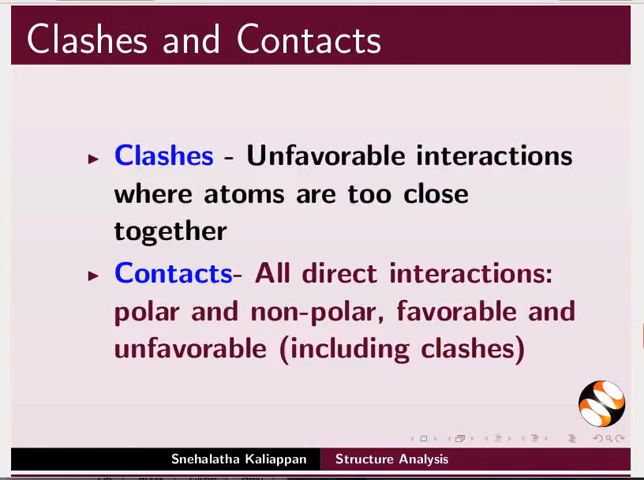 Clashes and Contacts
Clashes - Unfavorable interactions
where atoms are too close
together
Contacts- All direct interactions:
polar and non-polar, favorable and
unfavorable (including clashes)
Snehalatha Kaliappan Structure Analysis